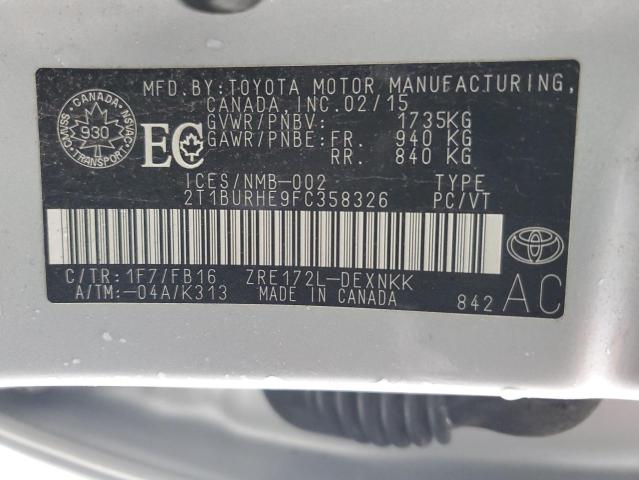 MFD.BY:TOYOTA MOTOR MANUFACTURING,
CANADA,INC.02/15
GVWR/PNBV: 1735KG
GAWR/PNBE:FR. 940 KG
RR. 840 KG
CANADA
930
TRANSPORT
EC
ICES/NMB-002 TYPE
2T1BURHE9FC358326 PC/VT
C/TR:1F7/FB16 ZRE172L-DEXNKK
A/TM:-04A/K313 MADE IN CANADA
842 AC